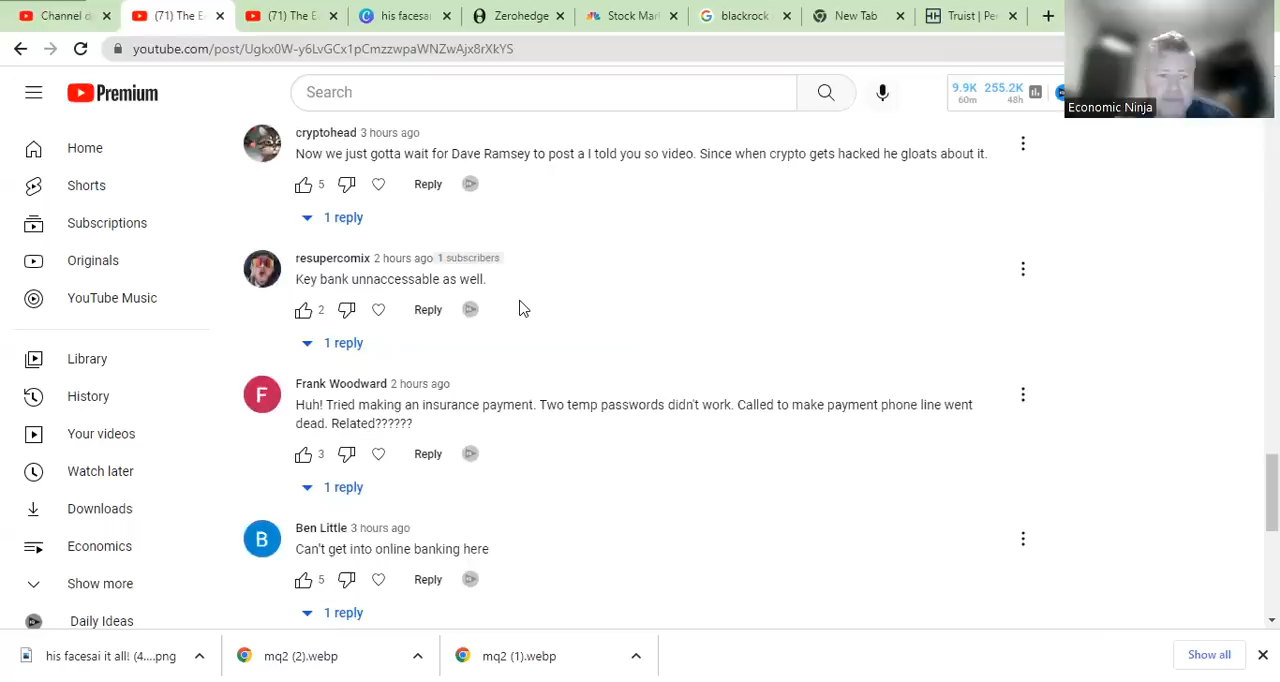 Channel d
(71) The E
(71) The E
his facesa
Zerohedge
Stock Mar
blackrock
New Tab
Truist | Pe
youtube.com/post/Ugkx0W-y6LvGCx1pCmzzwpaWNZwAjx8rXkYS
Premium
Search
9.9K 255.2K
60m 48h
Economic Ninja
Home
Shorts
Subscriptions
Originals
YouTube Music
Library
History
Your videos
Watch later
Downloads
Economics
Show more
Daily Ideas
cryptohead 3 hours ago
Now we just gotta wait for Dave Ramsey to post a I told you so video. Since when crypto gets hacked he gloats about it.
5 Reply
1 reply
resupercomix 2 hours ago 1 subscribers
Key bank unnaccessable as well.
2 Reply
1 reply
Frank Woodward 2 hours ago
F
Huh! Tried making an insurance payment. Two temp passwords didn't work. Called to make payment phone line went
dead. Related??????
3 Reply
1 reply
Ben Little 3 hours ago
B
Can't get into online banking here
5 Reply
1 reply
his facesai it all! (4....png
mq2 (2).webp
mq2 (1).webp
Show all